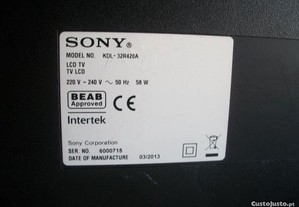 SONY®
MODEL NO. KDL-32R420A
LCD TV
TV LCD
220 V ~ 240 V ~ 50 Hz 58 W
BEAB
Approved
CE
Intertek
Sony Corporation
SER. NO. 6000718
DATE OF MANUFACTURE 03/2013
CustoJusto.pt